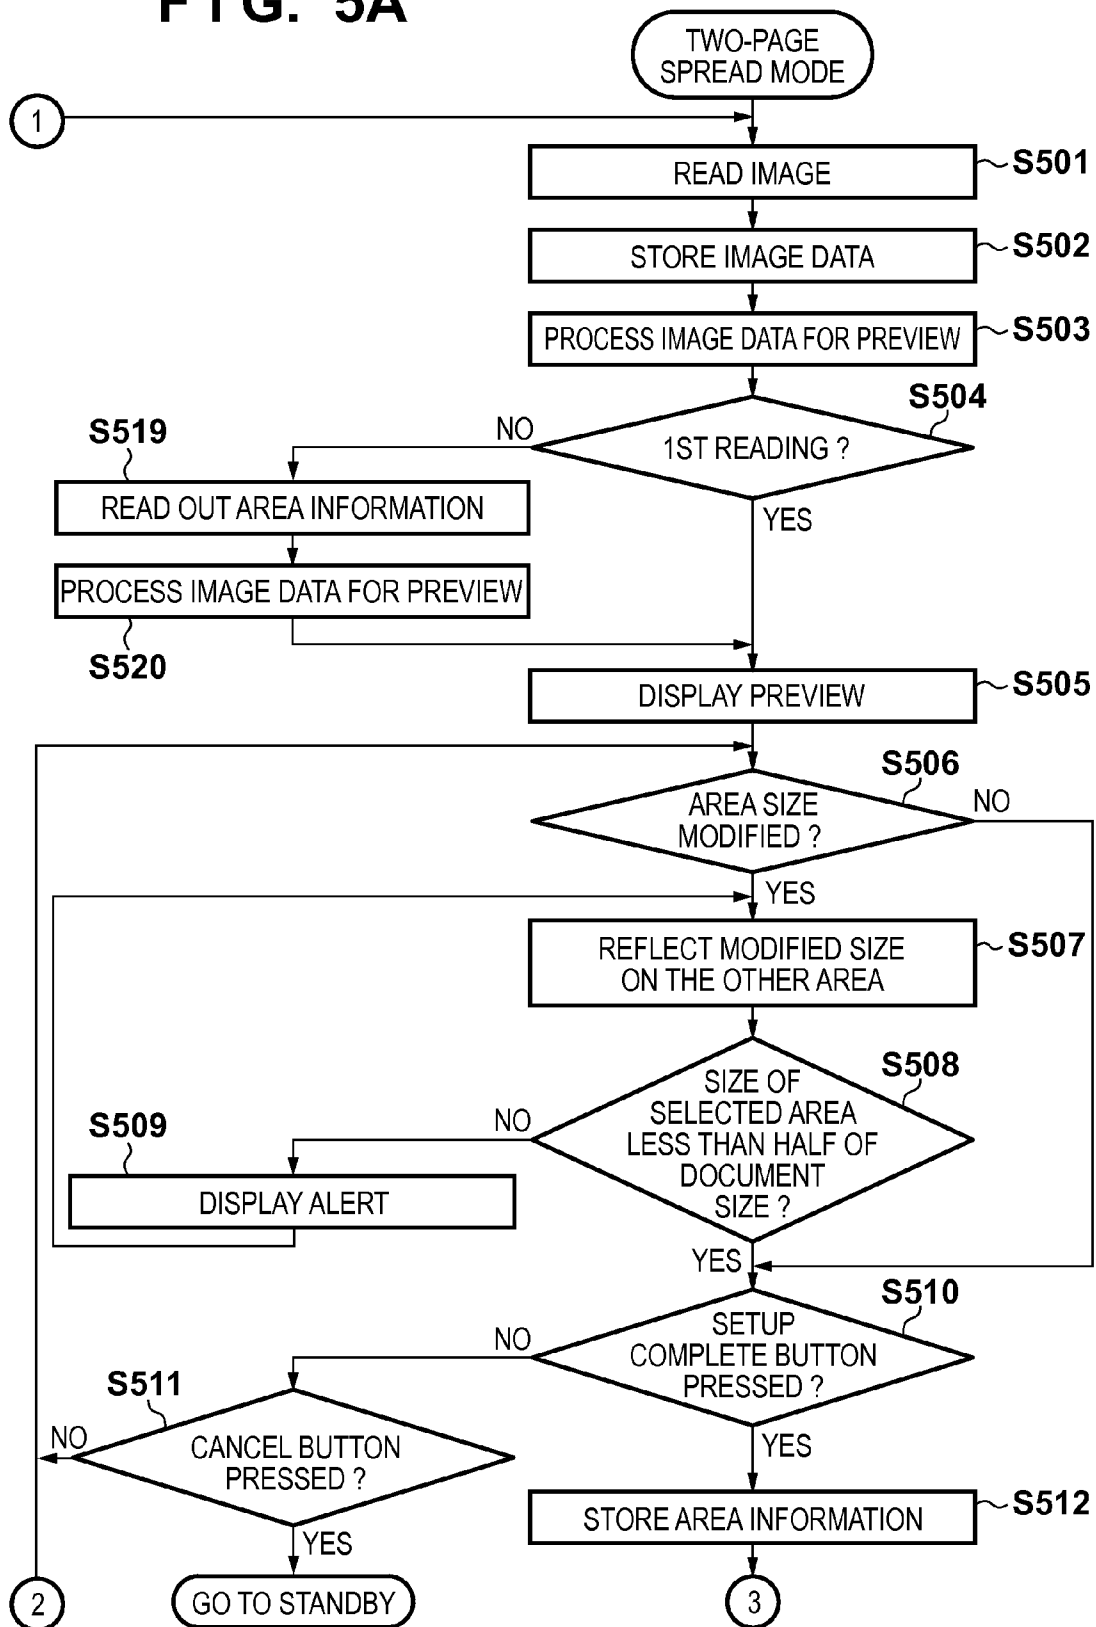 FIG. 5A
TWO-PAGE
SPREAD MODE
1
READ IMAGE
S501
STORE IMAGE DATA
S502
PROCESS IMAGE DATA FOR PREVIEW
S503
S504
1ST READING ?
NO
YES
S519
READ OUT AREA INFORMATION
PROCESS IMAGE DATA FOR PREVIEW
S520
DISPLAY PREVIEW
S505
S506
AREA SIZE
MODIFIED ?
NO
YES
REFLECT MODIFIED SIZE
ON THE OTHER AREA
S507
S508
SIZE OF
SELECTED AREA
LESS THAN HALF OF
DOCUMENT
SIZE ?
NO
S509
DISPLAY ALERT
YES
S510
SETUP
COMPLETE BUTTON
PRESSED ?
NO
S511
CANCEL BUTTON
PRESSED ?
NO
YES
YES
STORE AREA INFORMATION
S512
2
GO TO STANDBY
3